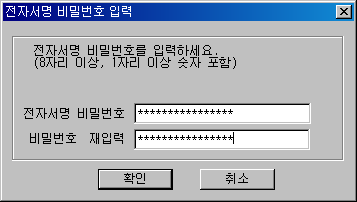 전자서명 비밀번호 입력
전자서명 비밀번호를 입력하세요.
(8자리 이상, 1자리 이상 숫자 포함)
전자서명 비밀번호 ****************
비밀번호 재입력 ****************
확인 취소